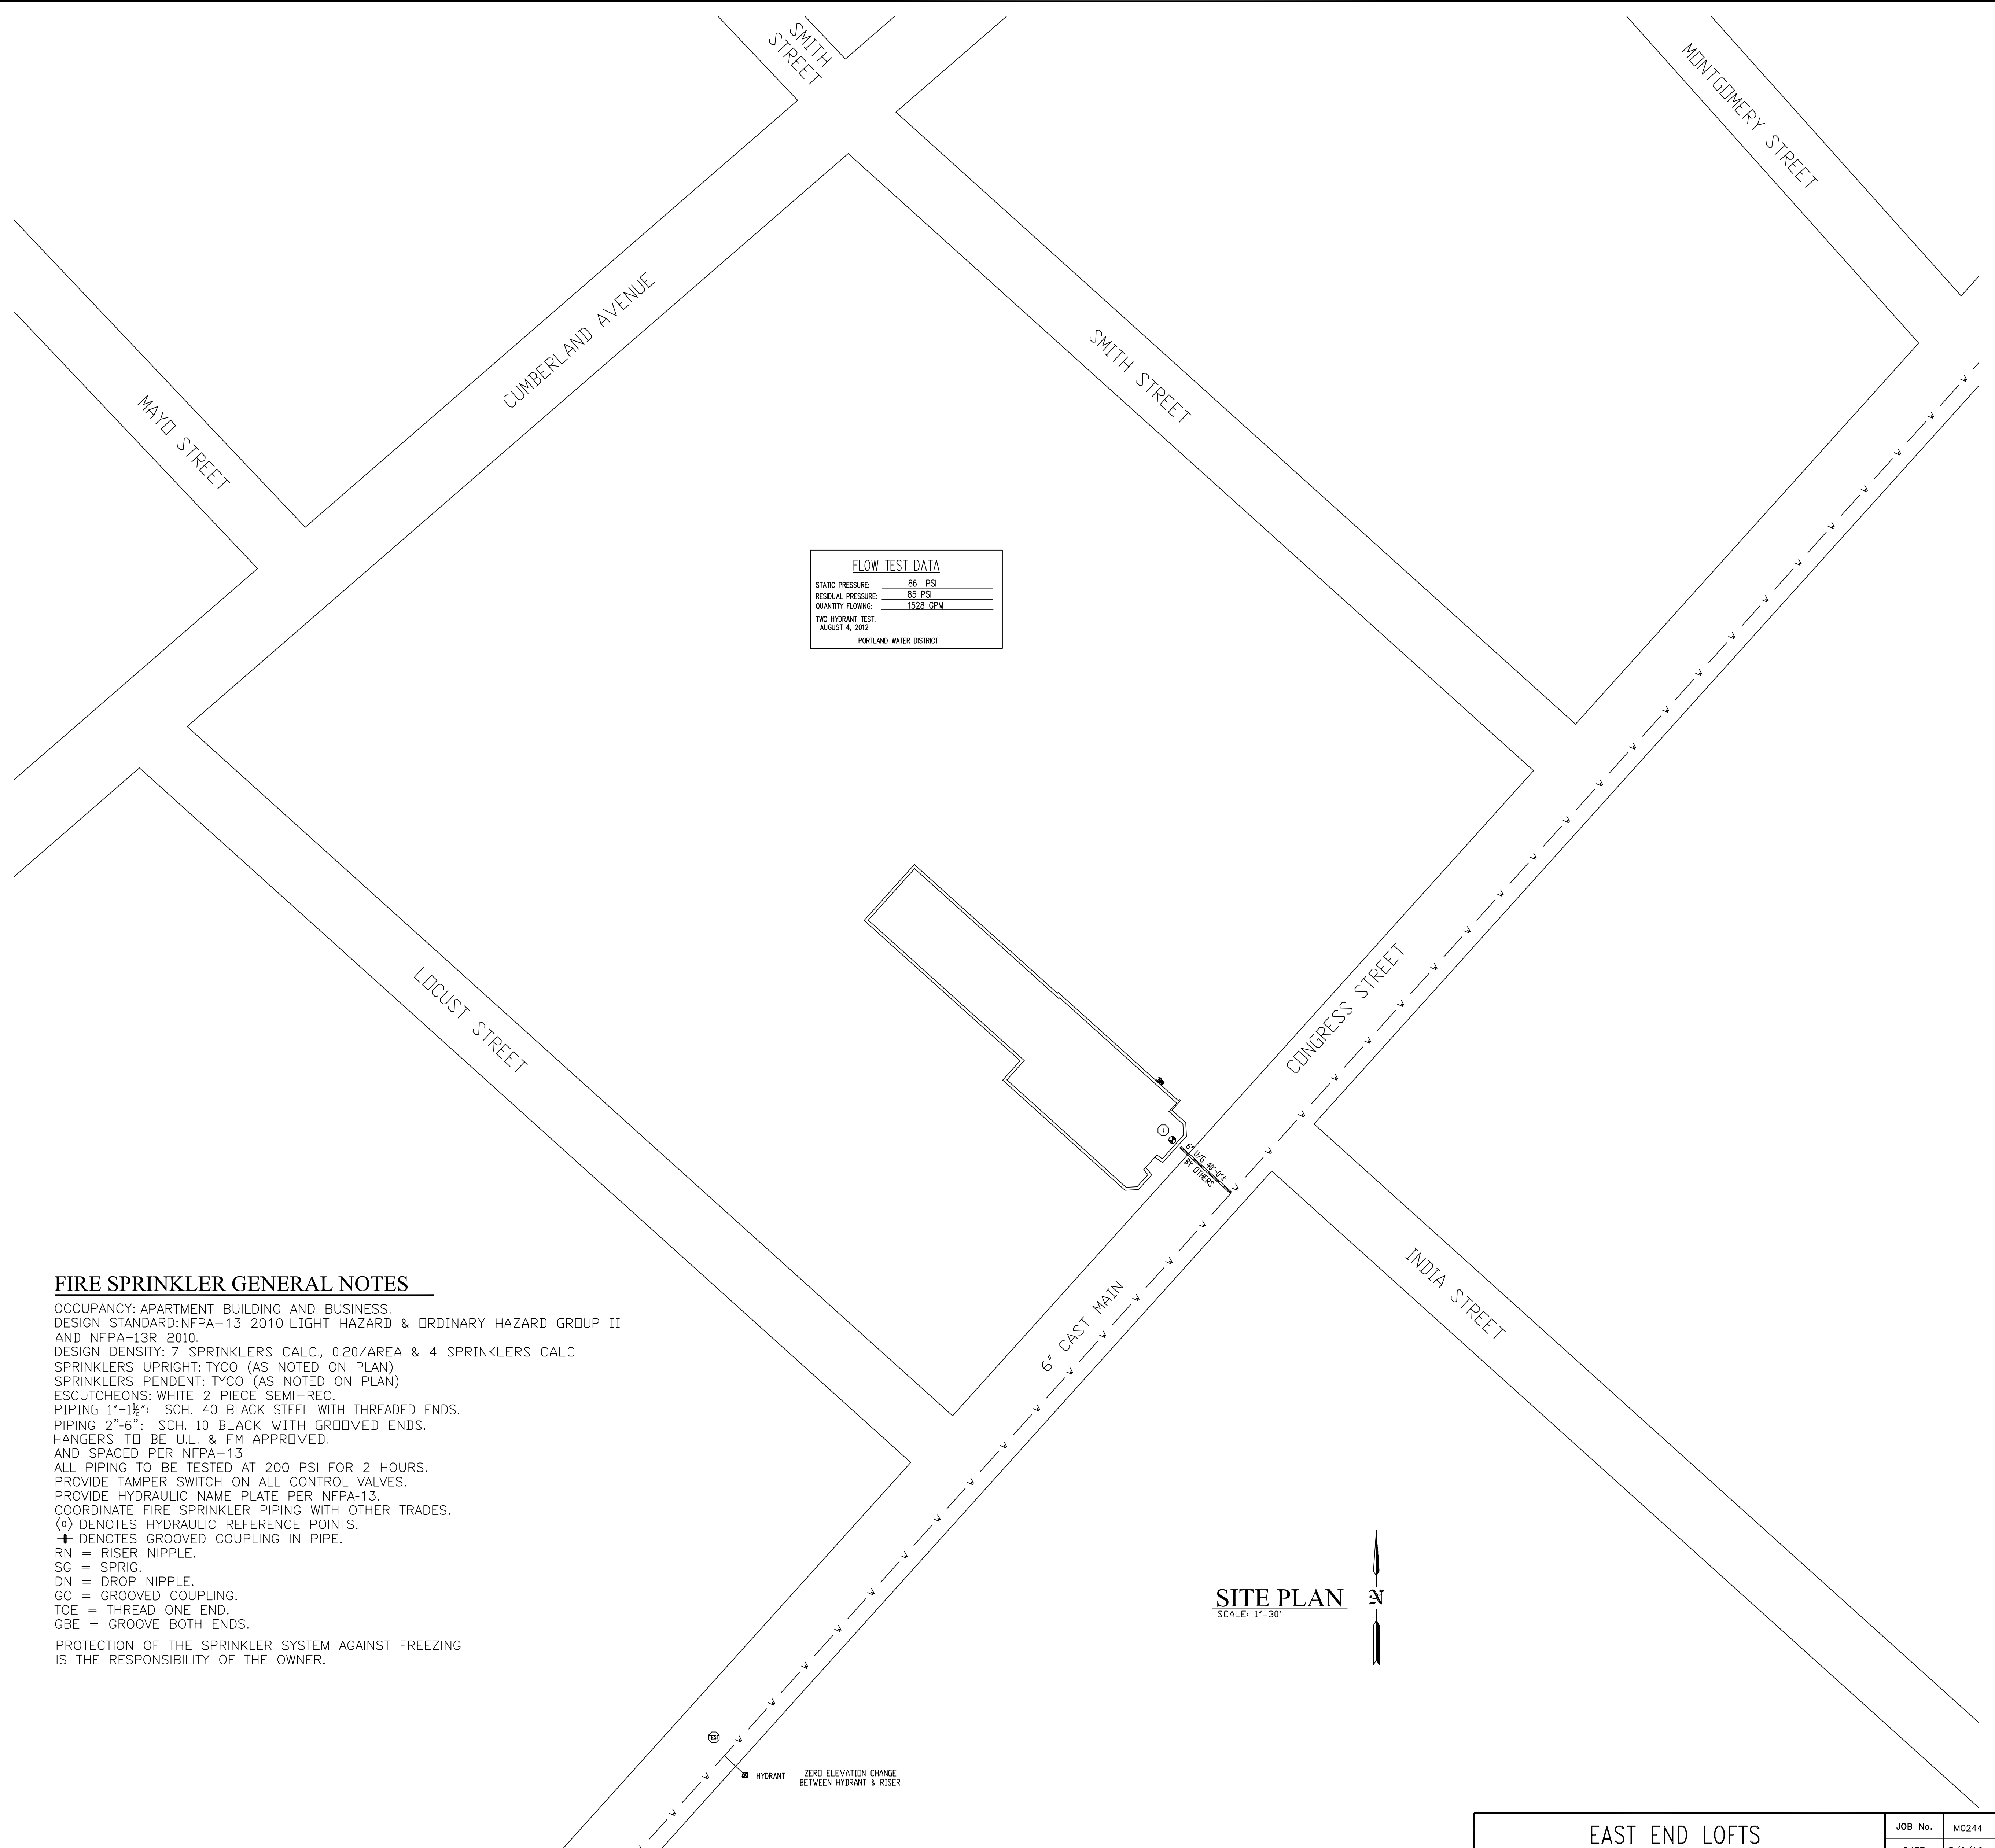 SMITH
STREET
MONTGOMERY STREET
CUMBERLAND AVENUE
SMITH STREET
MAYO STREET
FLOW TEST DATA
STATIC PRESSURE: 86 PSI
RESIDUAL PRESSURE: 85 PSI
QUANTITY FLOWING: 1528 GPM
TWO HYDRANT TEST.
AUGUST 4, 2012
PORTLAND WATER DISTRICT
LOCUST STREET
CONGRESS STREET
1
6" U/G 40'-0"±
BY OTHERS
INDIA STREET
6" CAST MAIN
FIRE SPRINKLER GENERAL NOTES
OCCUPANCY: APARTMENT BUILDING AND BUSINESS.
DESIGN STANDARD: NFPA-13 2010 LIGHT HAZARD & ORDINARY HAZARD GROUP II
AND NFPA-13R 2010.
DESIGN DENSITY: 7 SPRINKLERS CALC., 0.20/AREA & 4 SPRINKLERS CALC.
SPRINKLERS UPRIGHT: TYCO (AS NOTED ON PLAN)
SPRINKLERS PENDENT: TYCO (AS NOTED ON PLAN)
ESCUTCHEONS: WHITE 2 PIECE SEMI-REC.
PIPING 1"-1½": SCH. 40 BLACK STEEL WITH THREADED ENDS.
PIPING 2"-6": SCH. 10 BLACK WITH GROOVED ENDS.
HANGERS TO BE U.L. & FM APPROVED.
AND SPACED PER NFPA-13
ALL PIPING TO BE TESTED AT 200 PSI FOR 2 HOURS.
PROVIDE TAMPER SWITCH ON ALL CONTROL VALVES.
PROVIDE HYDRAULIC NAME PLATE PER NFPA-13.
COORDINATE FIRE SPRINKLER PIPING WITH OTHER TRADES.
0 DENOTES HYDRAULIC REFERENCE POINTS.
DENOTES GROOVED COUPLING IN PIPE.
RN = RISER NIPPLE.
SG = SPRIG.
DN = DROP NIPPLE.
GC = GROOVED COUPLING.
TOE = THREAD ONE END.
GBE = GROOVE BOTH ENDS.
PROTECTION OF THE SPRINKLER SYSTEM AGAINST FREEZING
IS THE RESPONSIBILITY OF THE OWNER.
SITE PLAN
SCALE: 1"=30'
N
TEST
HYDRANT
ZERO ELEVATION CHANGE
BETWEEN HYDRANT & RISER
EAST END LOFTS
JOB No. M0244